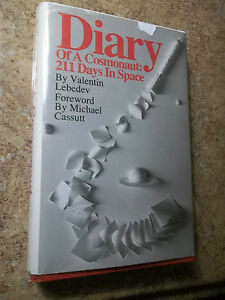 Diary
Of A Cosmonaut:
211 Days In Space
By Valentin
Lebedev
Foreword
By Michael
Cassutt